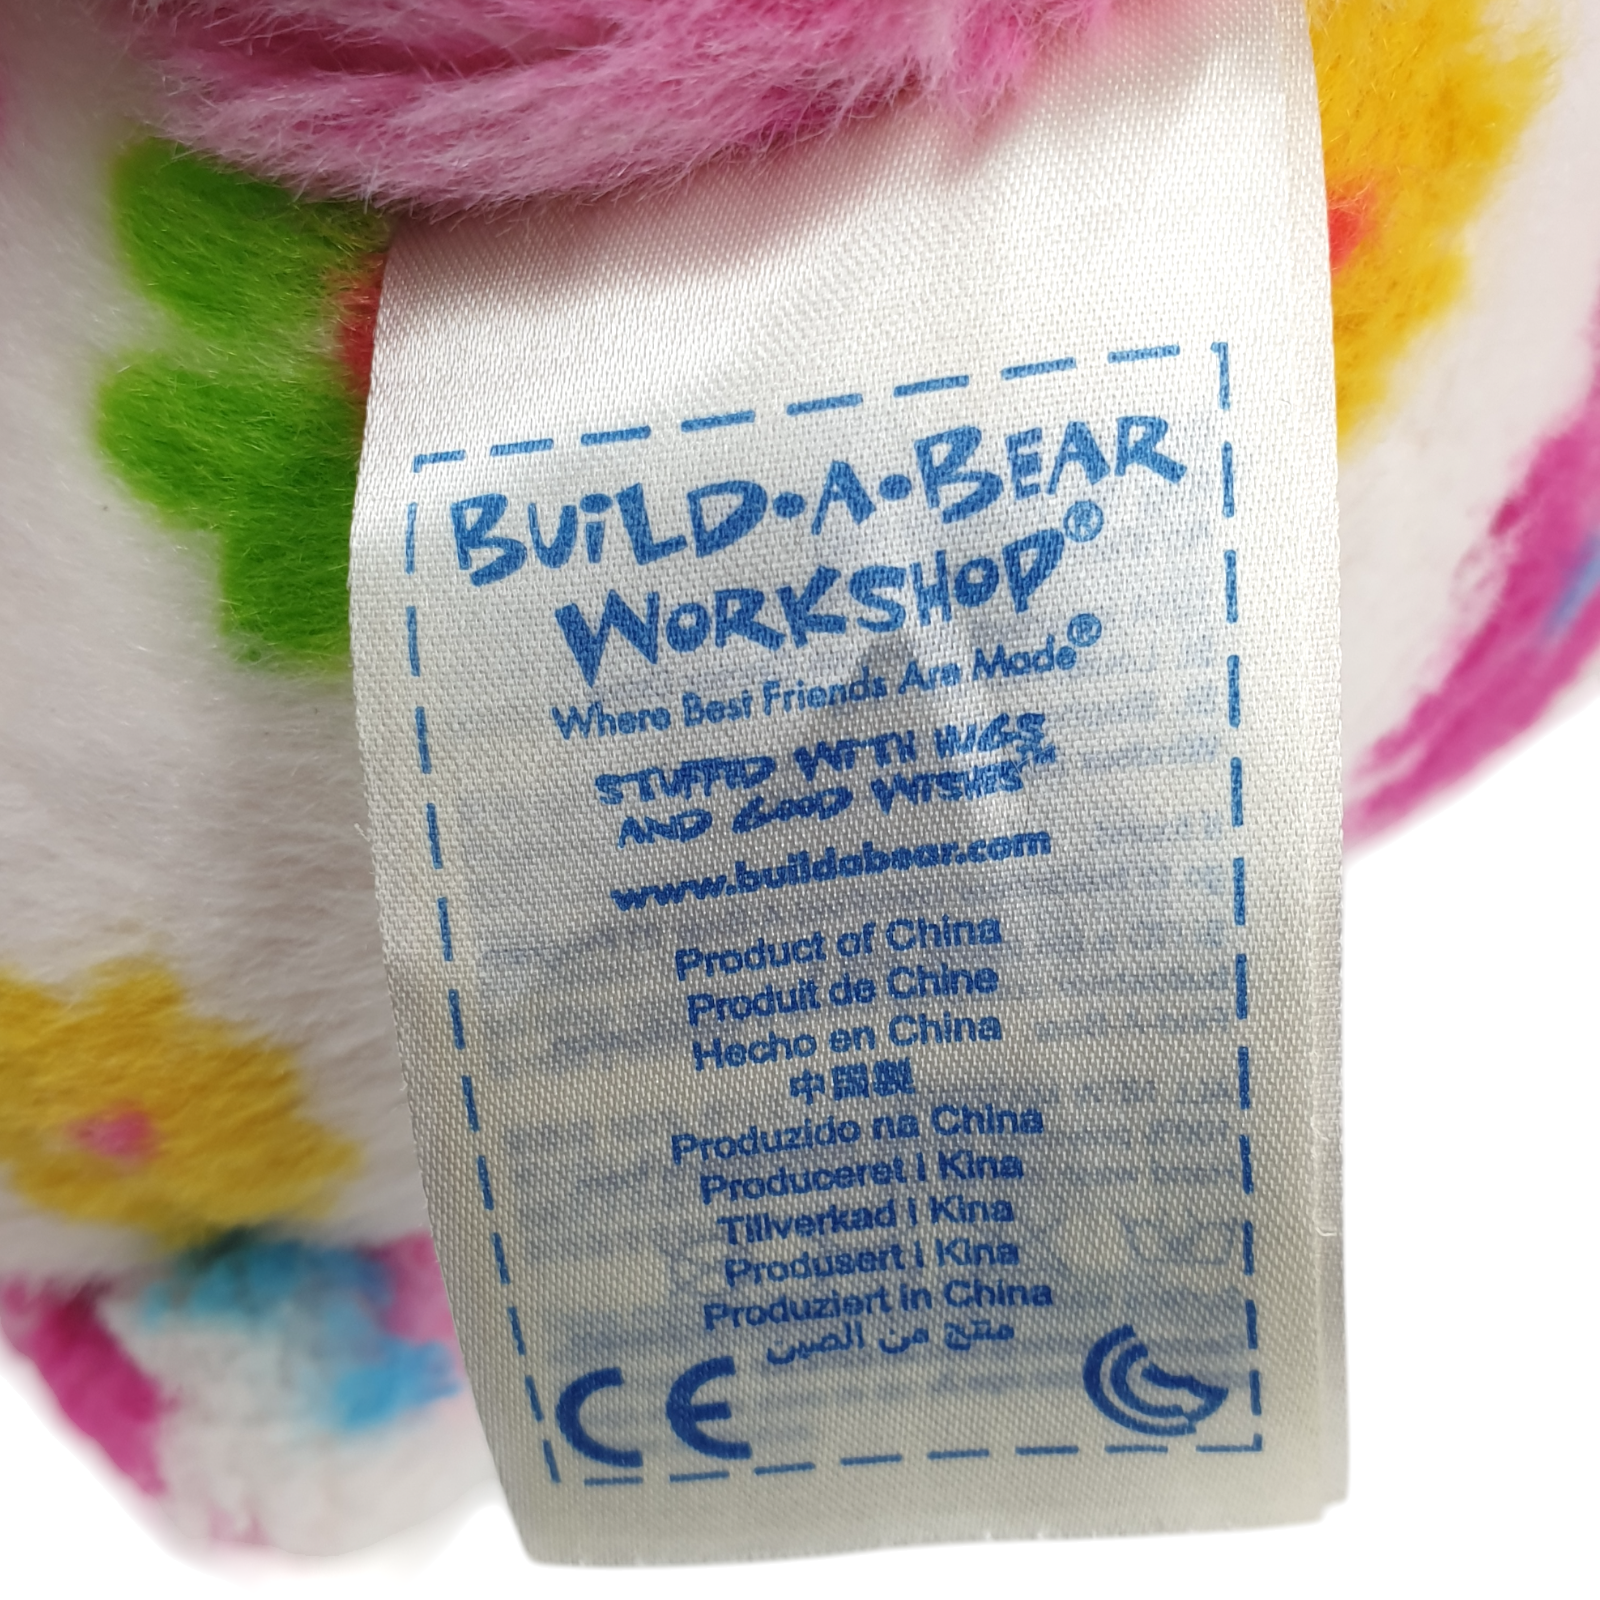 BUiLD•A•BEAR
WORKSHOP®
Where Best Friends Are Made®
STUFFED WITH HUGS
AND GOOD WISHES™
www.buildabear.com
Product of China
Produit de Chine
Hecho en China
中國製
Produzido na China
Produceret i Kina
Tillverkad i Kina
Produsert i Kina
Produziert in China
منتج من الصين
CE